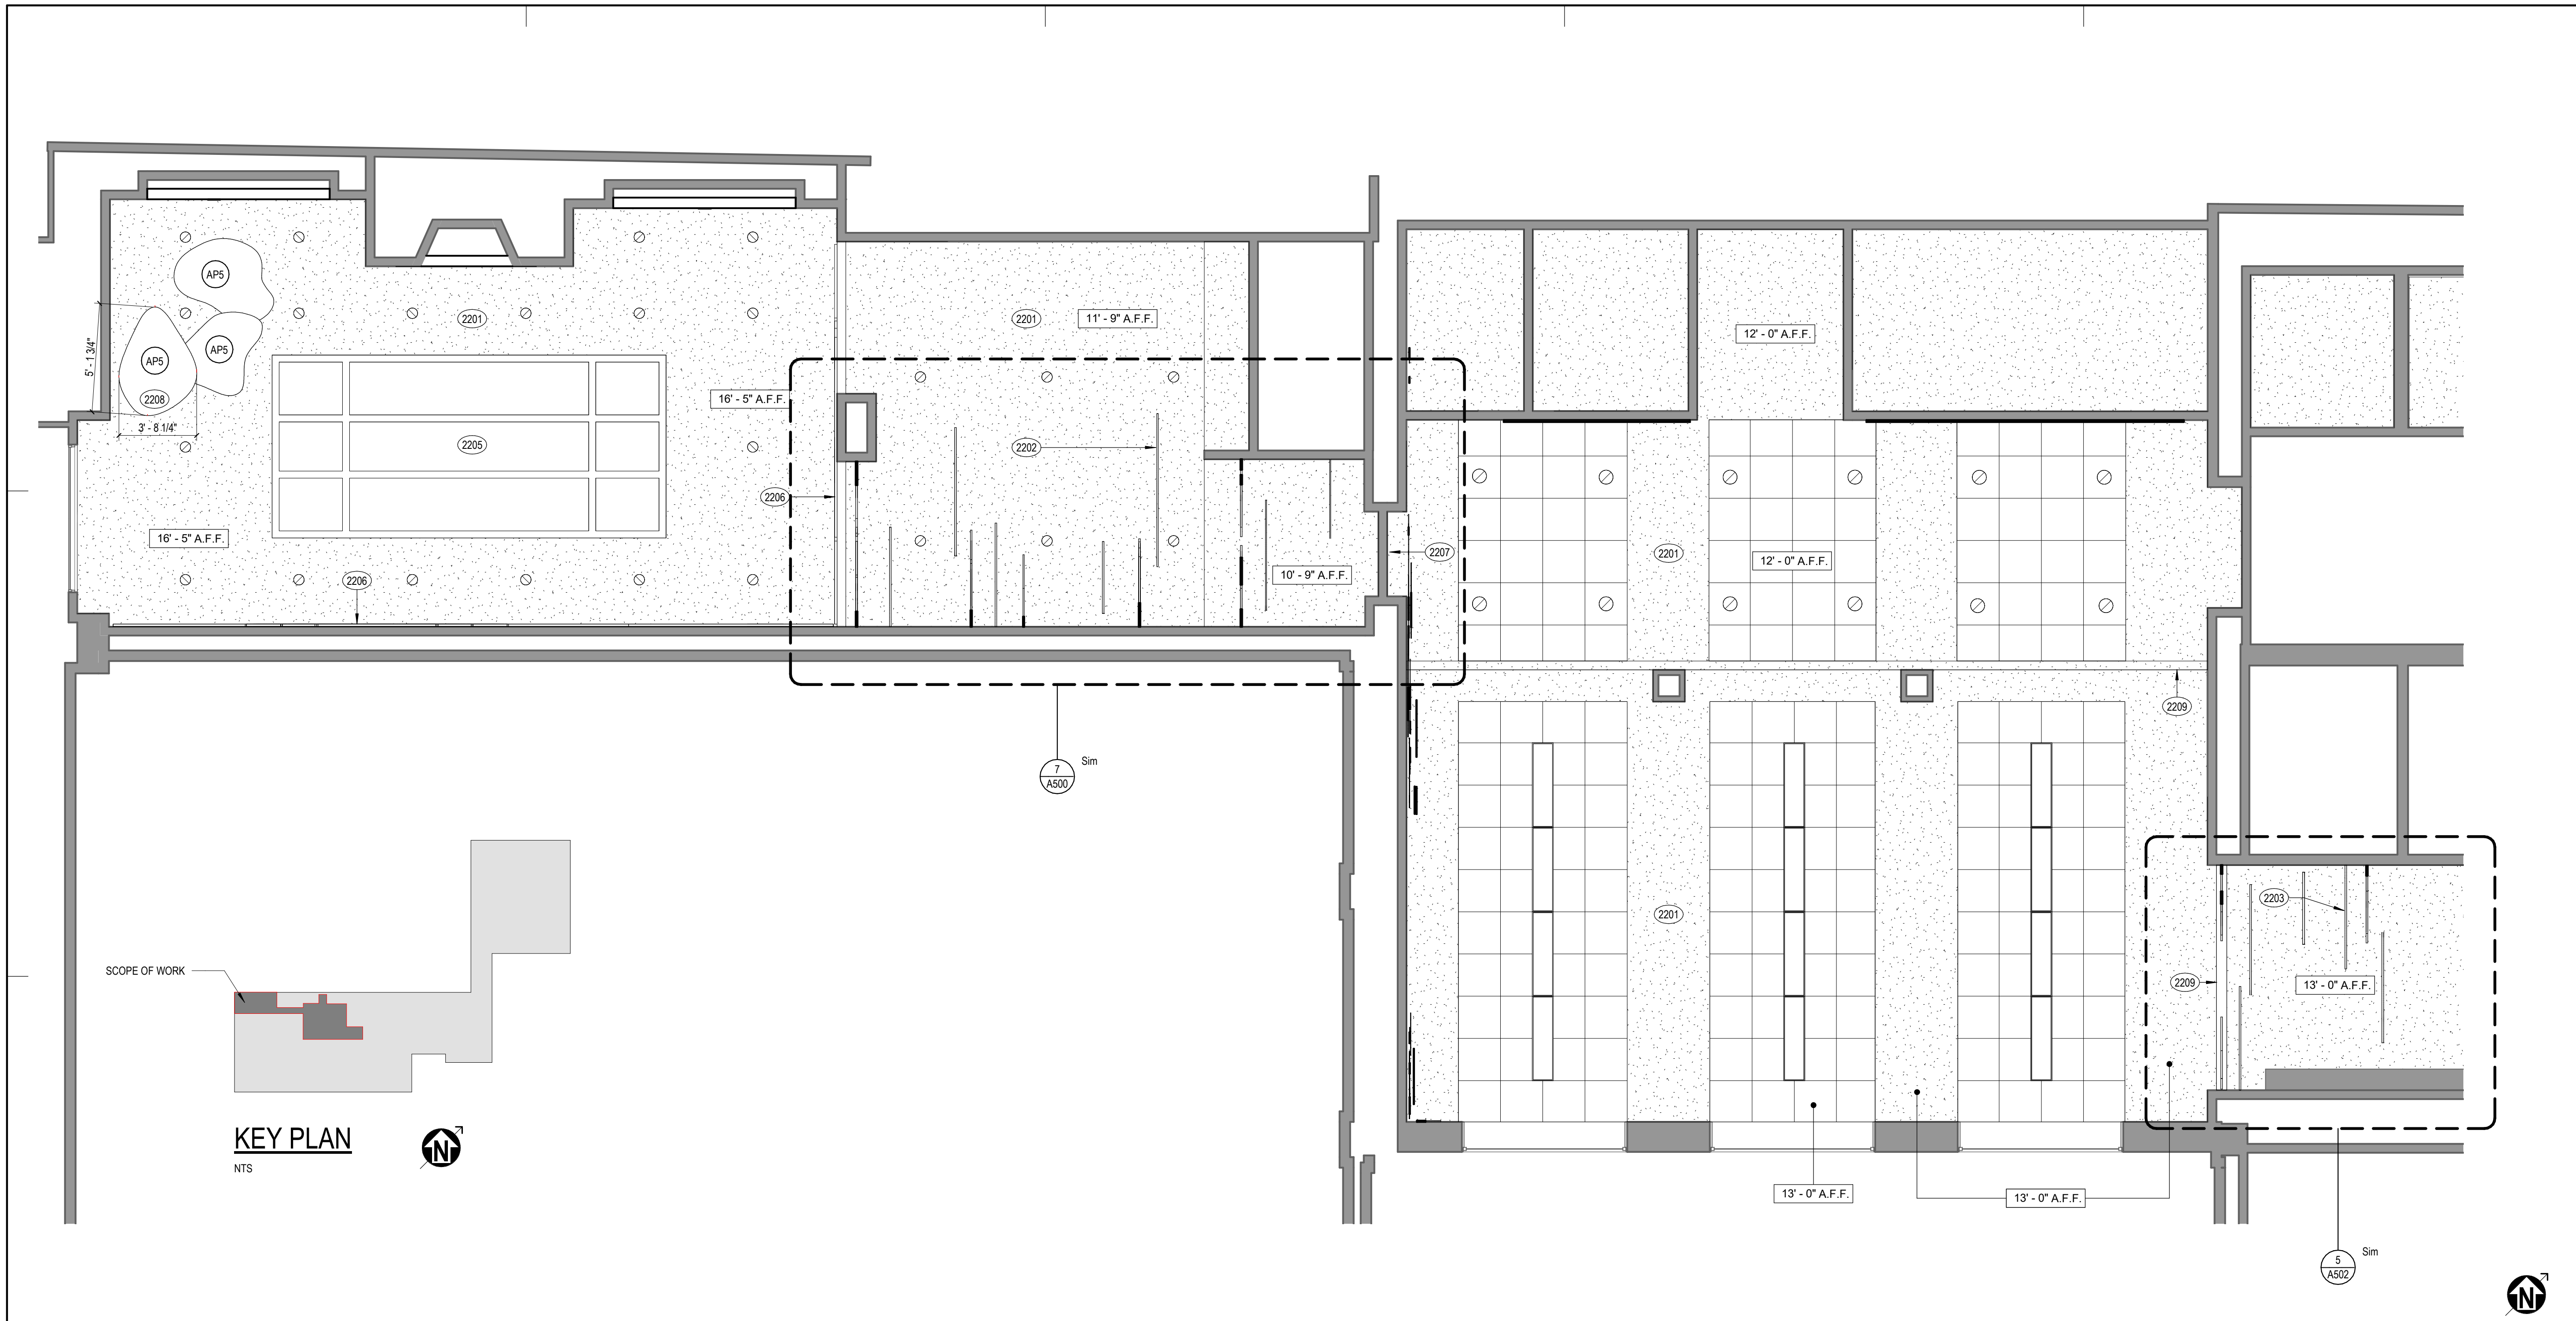 AP5
2201
2201
11' - 9" A.F.F.
12' - 0" A.F.F.
AP5
AP5
5' - 1 3/4"
2208
16' - 5" A.F.F.
3' - 8 1/4"
2205
2202
2206
16' - 5" A.F.F.
2207
2201
12' - 0" A.F.F.
10' - 9" A.F.F.
2206
2209
7
A500
Sim
2203
2201
SCOPE OF WORK
2209
13' - 0" A.F.F.
KEY PLAN
N
NTS
13' - 0" A.F.F.
13' - 0" A.F.F.
5
A502
Sim
N